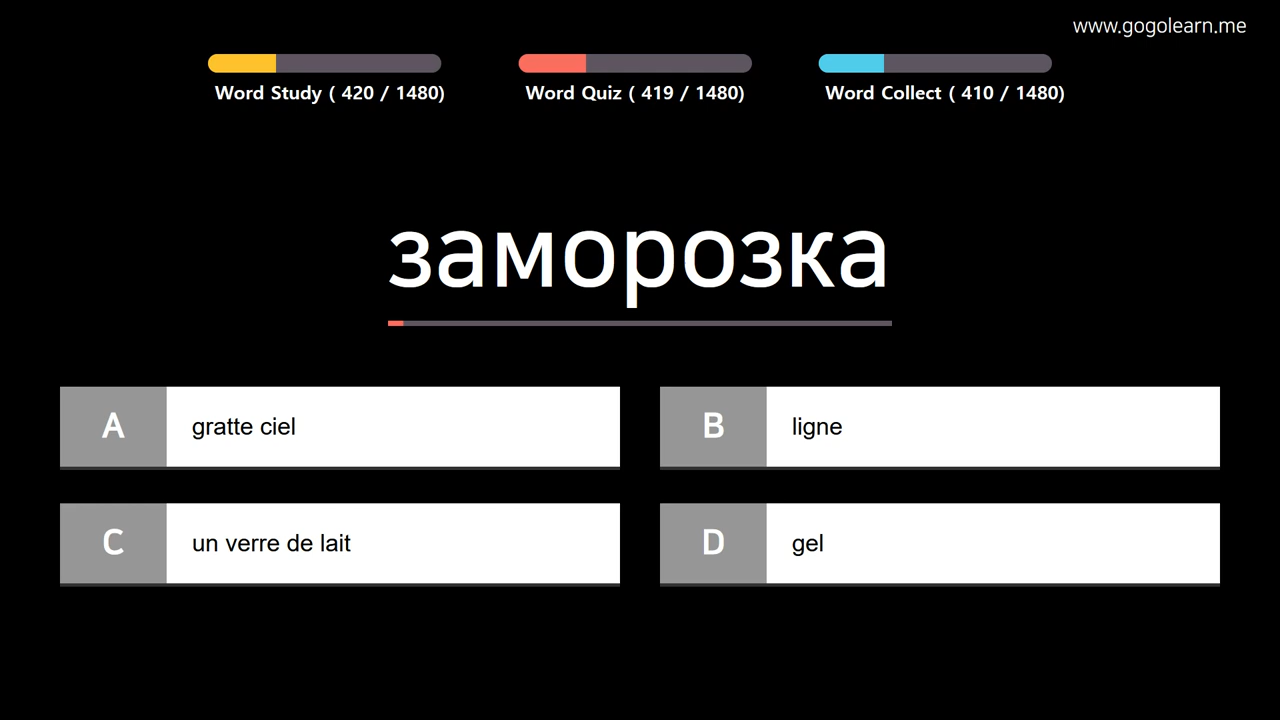 www.gogolearn.me
Word Study ( 420 / 1480)
Word Quiz ( 419 / 1480)
Word Collect ( 410 / 1480)
заморозка
A
gratte ciel
B
ligne
C
un verre de lait
D
gel